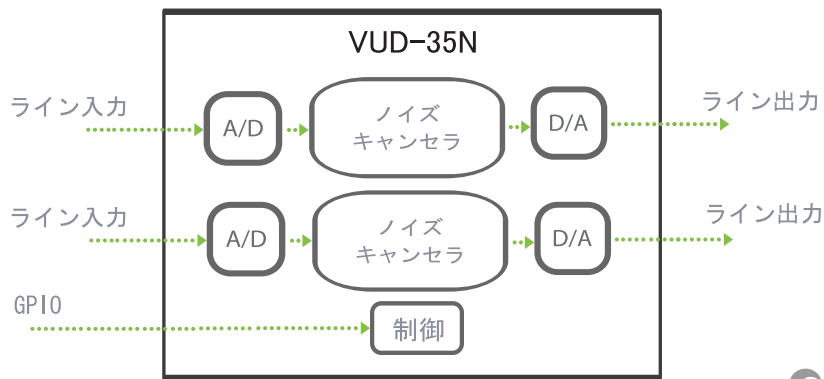 VUD-35N
ライン入力
A/D
ノイズ
キャンセラ
D/A
ライン出力
ライン入力
A/D
ノイズ
キャンセラ
D/A
ライン出力
GPIO
制御